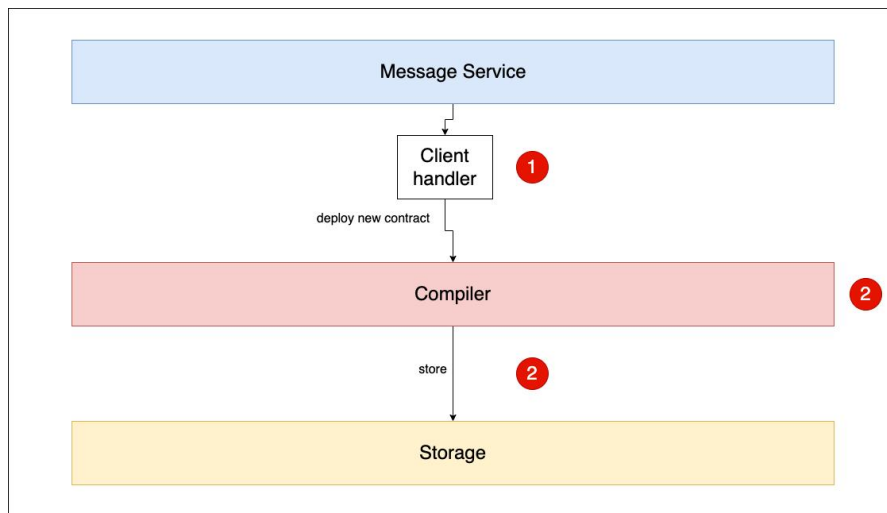 Message Service
Client
handler
1
deploy new contract
Compiler
2
store
2
Storage